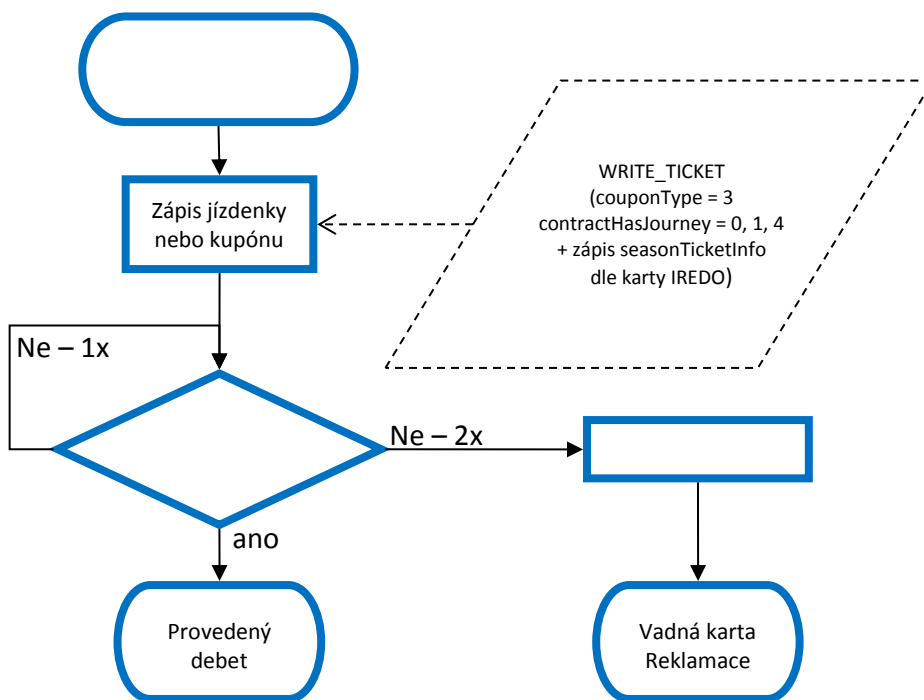 WRITE_TICKET
(couponType = 3
contractHasJourney = 0, 1, 4
+ zápis seasonTicketInfo
dle karty IREDO)
Zápis jízdenky
nebo kupónu
Ne – 1x
Ne – 2x
ano
Provedený
debet
Vadná karta
Reklamace